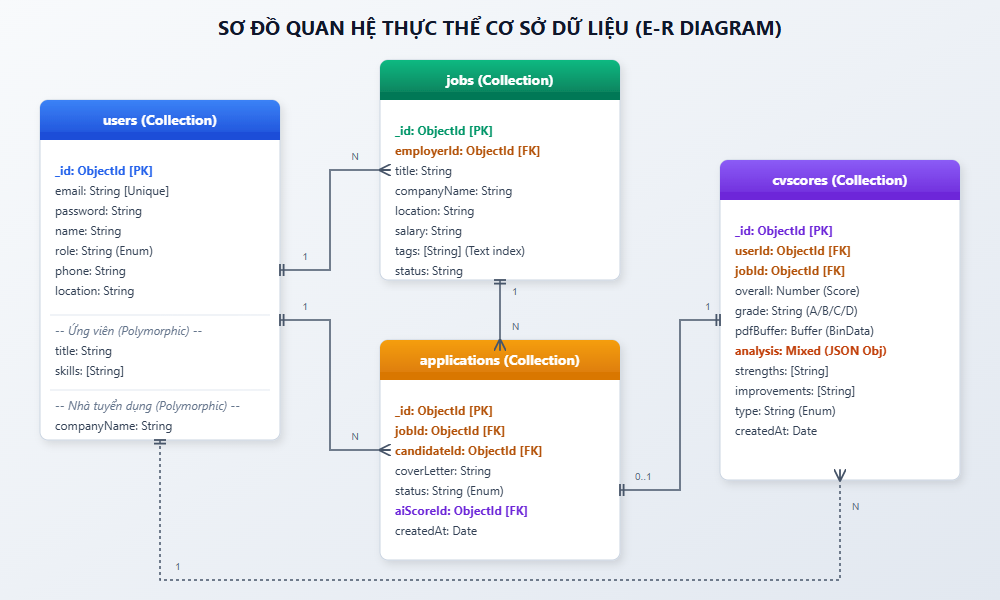 SƠ ĐỒ QUAN HỆ THỰC THỂ CƠ SỞ DỮ LIỆU (E-R DIAGRAM)
users (Collection)
_id: ObjectId [PK]
email: String [Unique]
password: String
name: String
role: String (Enum)
phone: String
location: String
-- Ứng viên (Polymorphic) --
title: String
skills: [String]
-- Nhà tuyển dụng (Polymorphic) --
companyName: String
jobs (Collection)
_id: ObjectId [PK]
employerId: ObjectId [FK]
title: String
companyName: String
location: String
salary: String
tags: [String] (Text index)
status: String
applications (Collection)
_id: ObjectId [PK]
jobId: ObjectId [FK]
candidateId: ObjectId [FK]
coverLetter: String
status: String (Enum)
aiScoreId: ObjectId [FK]
createdAt: Date
cvscores (Collection)
_id: ObjectId [PK]
userId: ObjectId [FK]
jobId: ObjectId [FK]
overall: Number (Score)
grade: String (A/B/C/D)
pdfBuffer: Buffer (BinData)
analysis: Mixed (JSON Obj)
strengths: [String]
improvements: [String]
type: String (Enum)
createdAt: Date
1
N
1
N
1
N
0..1
1
1
N